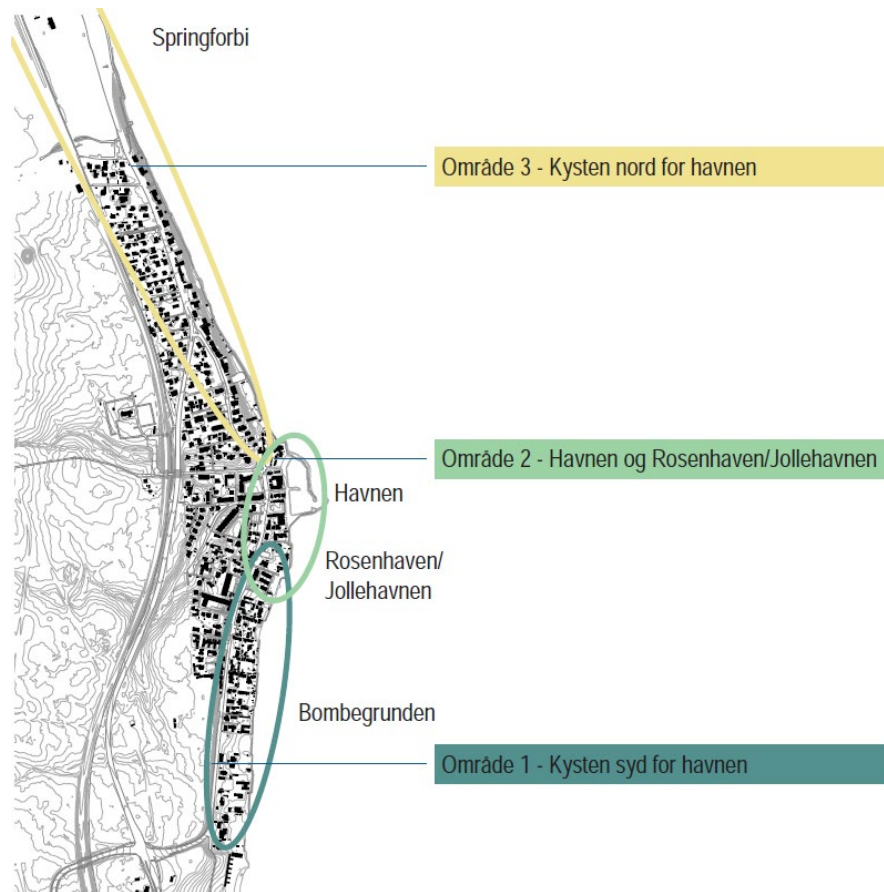 Springforbi
Område 3 - Kysten nord for havnen
Område 2 - Havnen og Rosenhaven/Jollehavnen
Havnen
Rosenhaven/
Jollehavnen
Bombegrunden
Område 1 - Kysten syd for havnen